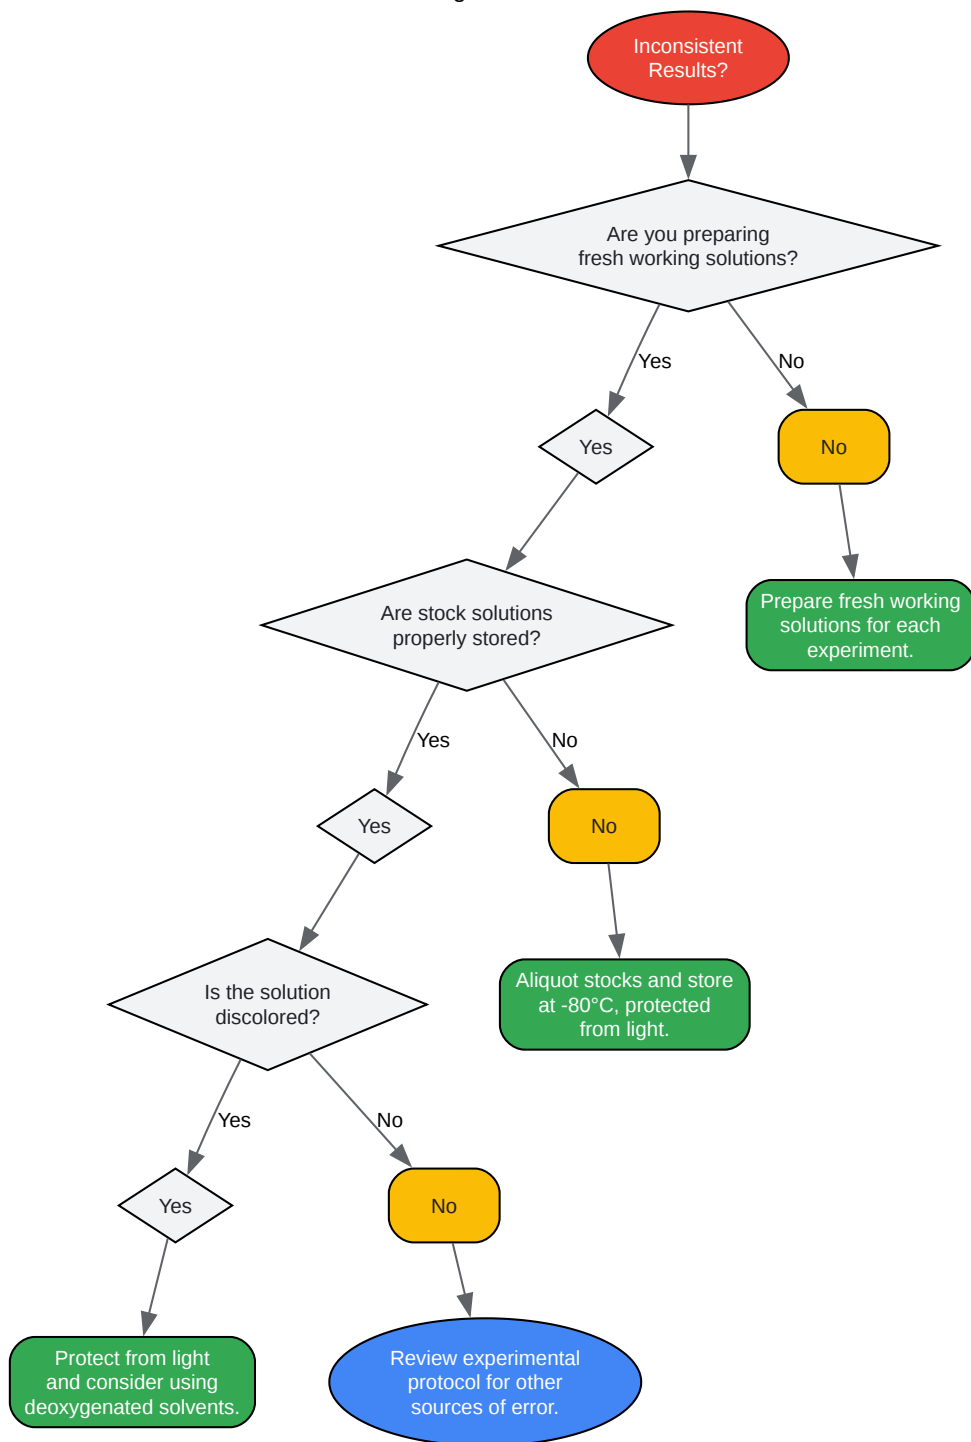 Inconsistent
Results?
Are you preparing
fresh working solutions?
Yes
No
Yes
No
Prepare fresh working
solutions for each
experiment.
Are stock solutions
properly stored?
Yes
No
Yes
No
Aliquot stocks and store
at -80°C, protected
from light.
Is the solution
discolored?
Yes
No
Yes
No
Protect from light
and consider using
deoxygenated solvents.
Review experimental
protocol for other
sources of error.